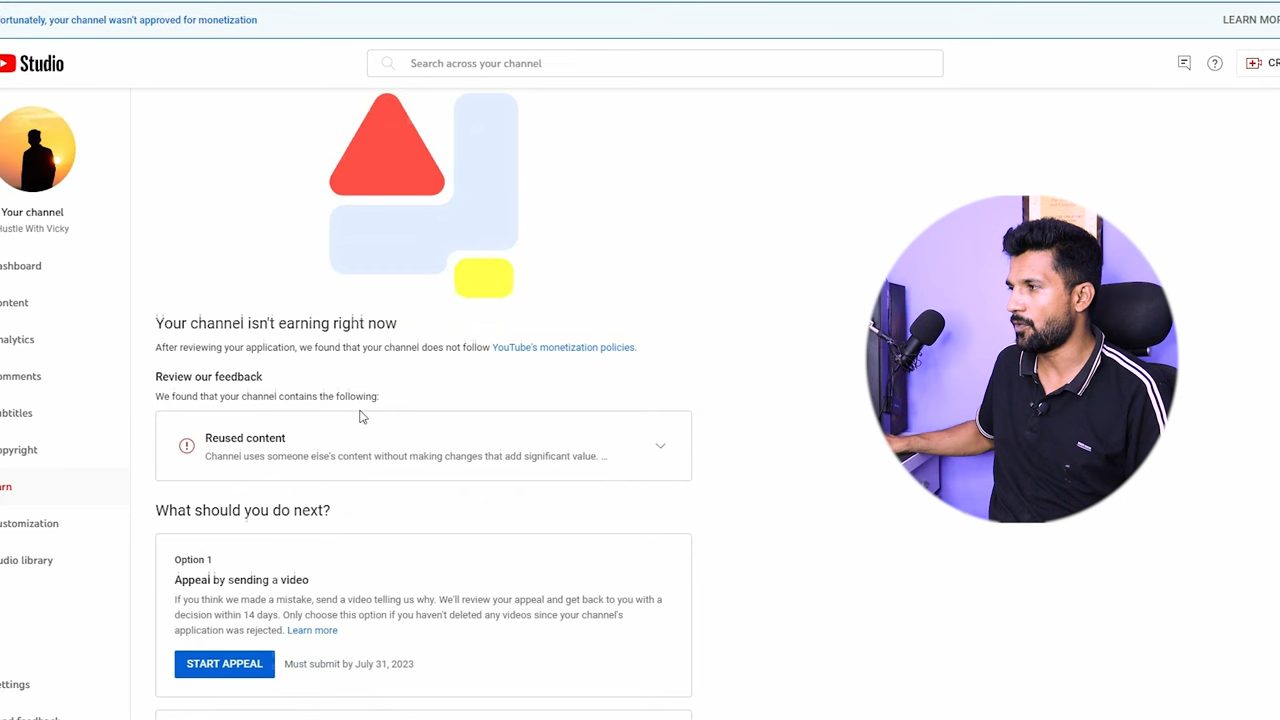 ortunately, your channel wasn't approved for monetization
LEARN MOR
Studio
Search across your channel
CR
Your channel
Hustle With Vicky
ashboard
ontent
nalytics
omments
ubtitles
opyright
arn
ustomization
udio library
ettings
Your channel isn't earning right now
After reviewing your application, we found that your channel does not follow YouTube's monetization policies.
Review our feedback
We found that your channel contains the following:
Reused content
Channel uses someone else's content without making changes that add significant value. ...
What should you do next?
Option 1
Appeal by sending a video
If you think we made a mistake, send a video telling us why. We'll review your appeal and get back to you with a
decision within 14 days. Only choose this option if you haven't deleted any videos since your channel's
application was rejected. Learn more
START APPEAL
Must submit by July 31, 2023